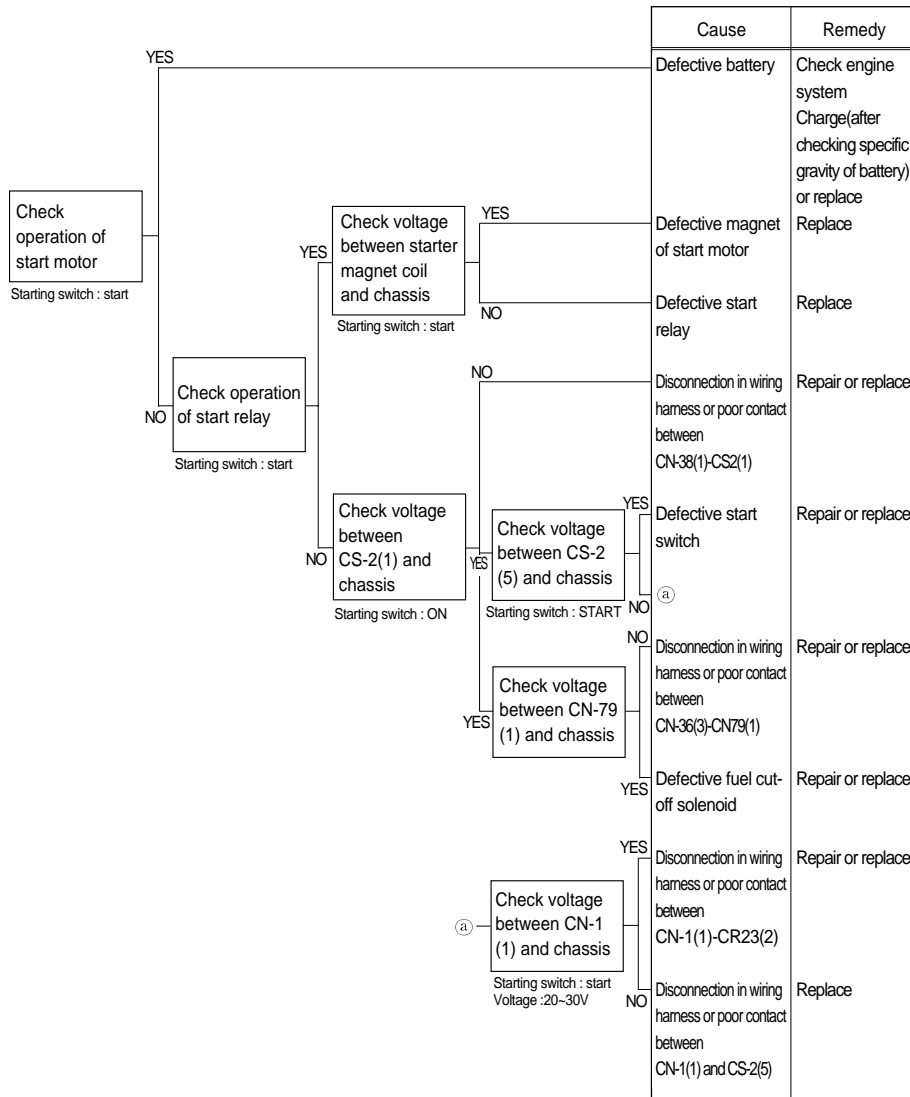 Cause Remedy
YES
Defective battery
Check engine
system
Charge(after
checking specific
gravity of battery)
or replace
Check
operation of
start motor
Starting switch : start
YES
Check voltage
between starter
magnet coil
and chassis
Starting switch : start
YES
Defective magnet
of start motor
Replace
NO
Defective start
relay
Replace
NO
Check operation
of start relay
Starting switch : start
NO
Disconnection in wiring
harness or poor contact
between
CN-38(1)-CS2(1)
Repair or replace
NO
Check voltage
between
CS-2(1) and
chassis
Starting switch : ON
YES
Check voltage
between CS-2
(5) and chassis
Starting switch : START
YES
Defective start
switch
Repair or replace
NO
ⓐ
YES
Check voltage
between CN-79
(1) and chassis
NO
Disconnection in wiring
harness or poor contact
between
CN-36(3)-CN79(1)
Repair or replace
YES
Defective fuel cut-
off solenoid
Repair or replace
ⓐ
Check voltage
between CN-1
(1) and chassis
Starting switch : start
Voltage :20~30V
YES
Disconnection in wiring
harness or poor contact
between
CN-1(1)-CR23(2)
Repair or replace
NO
Disconnection in wiring
harness or poor contact
between
CN-1(1) and CS-2(5)
Replace